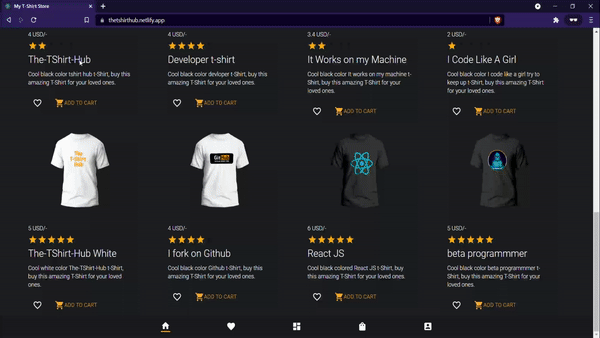 My T-Shirt Store
thetshirthub.netlify.app
4 USD/-
The-TShirt-Hub
Cool black color tshirt hub t-Shirt, buy this
amazing T-Shirt for your loved ones.
ADD TO CART
4 USD/-
Developer t-shirt
Cool black color devloper t-Shirt, buy this
amazing T-Shirt for your loved ones.
ADD TO CART
3.4 USD/-
It Works on my Machine
Cool black color It works on my machine t-
Shirt, buy this amazing T-Shirt for your
loved ones.
ADD TO CART
2 USD/-
I Code Like A Girl
Cool black color I code like a girl try to
keep up t-Shirt, buy this amazing T-Shirt
for your loved ones.
ADD TO CART
The
T-Shirt
Hub
5 USD/-
The-TShirt-Hub White
Cool white color The-TShirt-Hub t-Shirt,
buy this amazing T-Shirt for your loved
ones.
ADD TO CART
Git Hub
4 USD/-
I fork on Github
Cool black color Github t-Shirt, buy this
amazing T-Shirt for your loved ones.
ADD TO CART
6 USD/-
React JS
Cool black colored React JS t-Shirt, buy
this amazing T-Shirt for your loved ones.
ADD TO CART
5 USD/-
beta programmmer
Cool black color beta programmmer t-
Shirt, buy this amazing T-Shirt for your
loved ones.
ADD TO CART